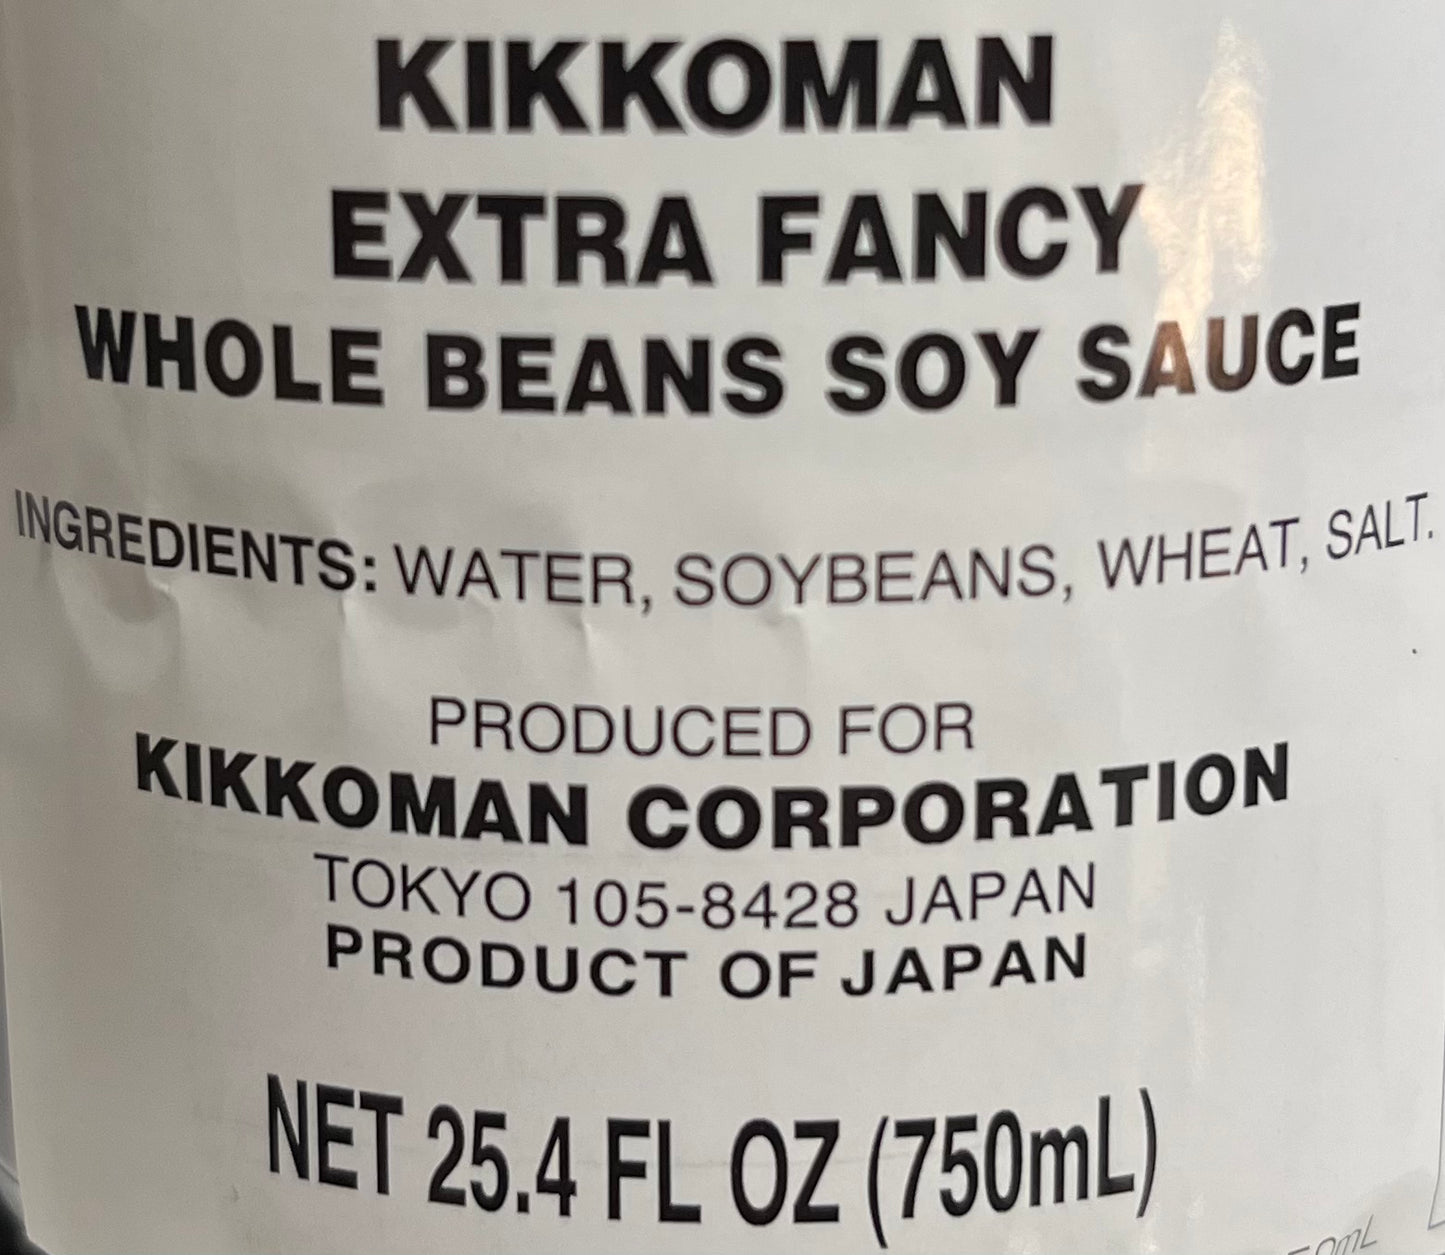 KIKKOMAN
EXTRA FANCY
WHOLE BEANS SOY SAUCE
INGREDIENTS: WATER, SOYBEANS, WHEAT, SALT.
PRODUCED FOR
KIKKOMAN CORPORATION
TOKYO 105-8428 JAPAN
PRODUCT OF JAPAN
NET 25.4 FL OZ (750mL)